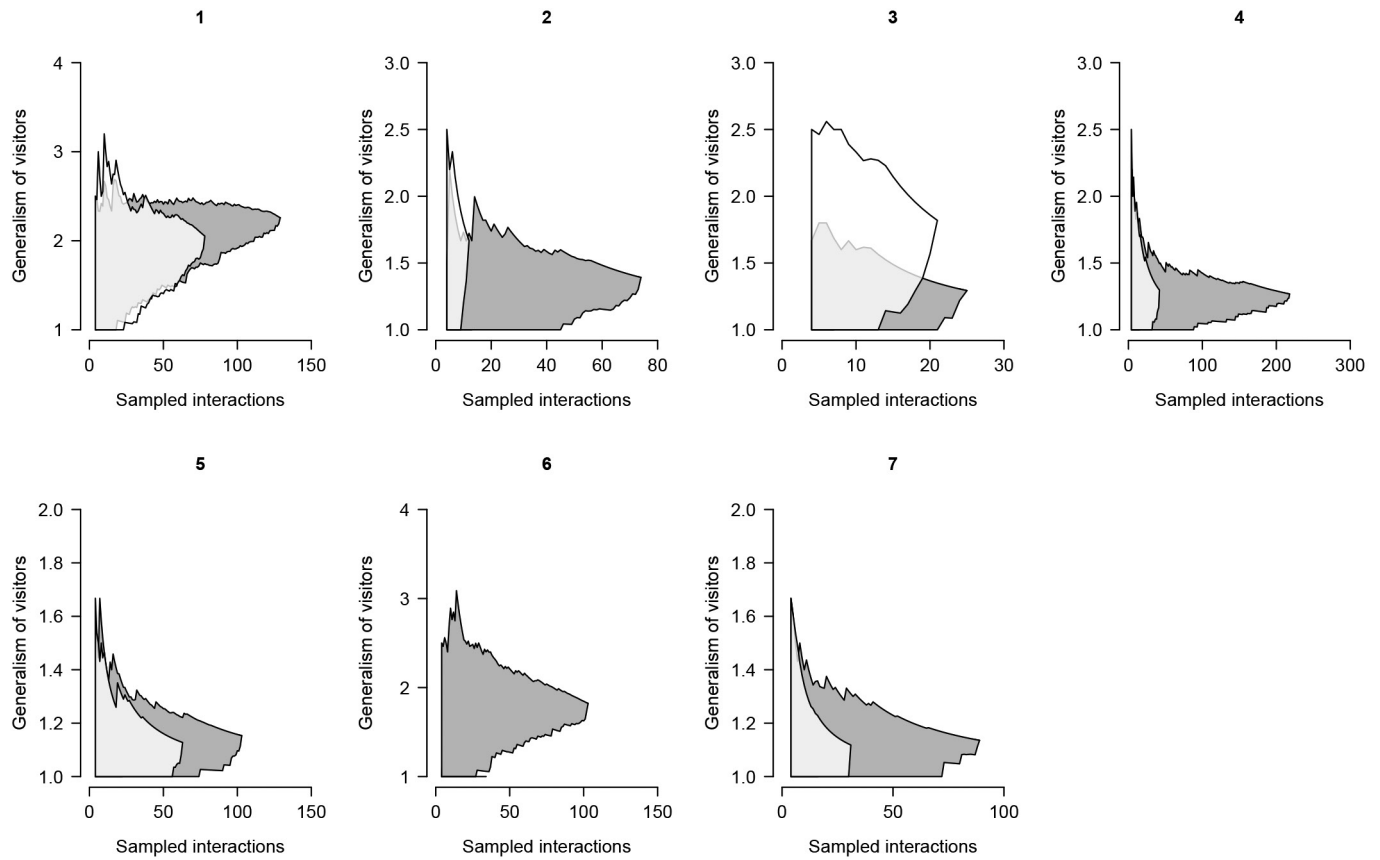 1 2 3 4
4 3.0 3.0 3.0
2.5 2.5 2.5
3
Generalism of visitors Generalism of visitors Generalism of visitors Generalism of visitors
2.0 2.0 2.0
2
1.5 1.5 1.5
1 1.0 1.0 1.0
0 50 100 150 0 20 40 60 80 0 10 20 30 0 100 200 300
Sampled interactions Sampled interactions Sampled interactions Sampled interactions
5 6 7
2.0 4 2.0
1.8 1.8
3
1.6 1.6
Generalism of visitors Generalism of visitors Generalism of visitors
1.4 1.4
2
1.2 1.2
1.0 1 1.0
0 50 100 150 0 50 100 150 0 50 100
Sampled interactions Sampled interactions Sampled interactions